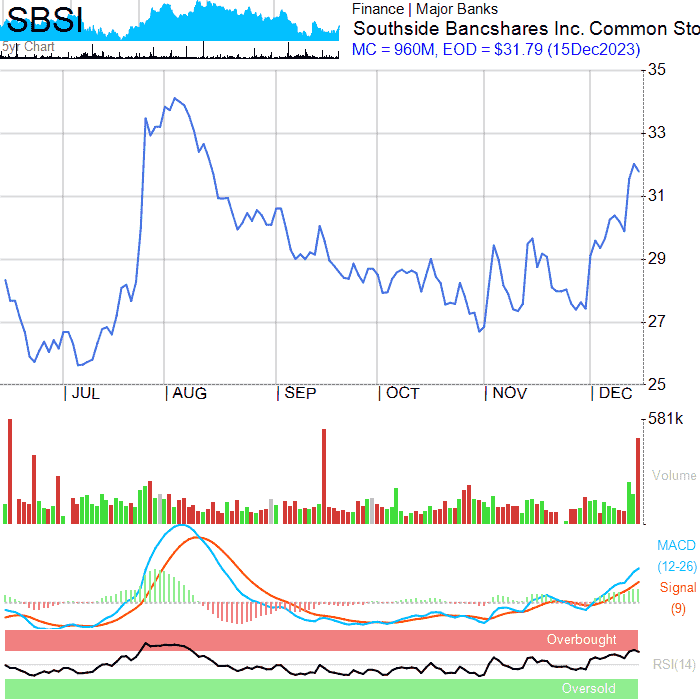 SBSI
5yr Chart
Finance | Major Banks
Southside Bancshares Inc. Common Sto
MC = 960M, EOD = $31.79 (15Dec2023)
35
33
31
29
27
25
| JUL | AUG | SEP | OCT | NOV | DEC
581k
Volume
MACD
(12-26)
Signal
(9)
Overbought
RSI(14)
Oversold